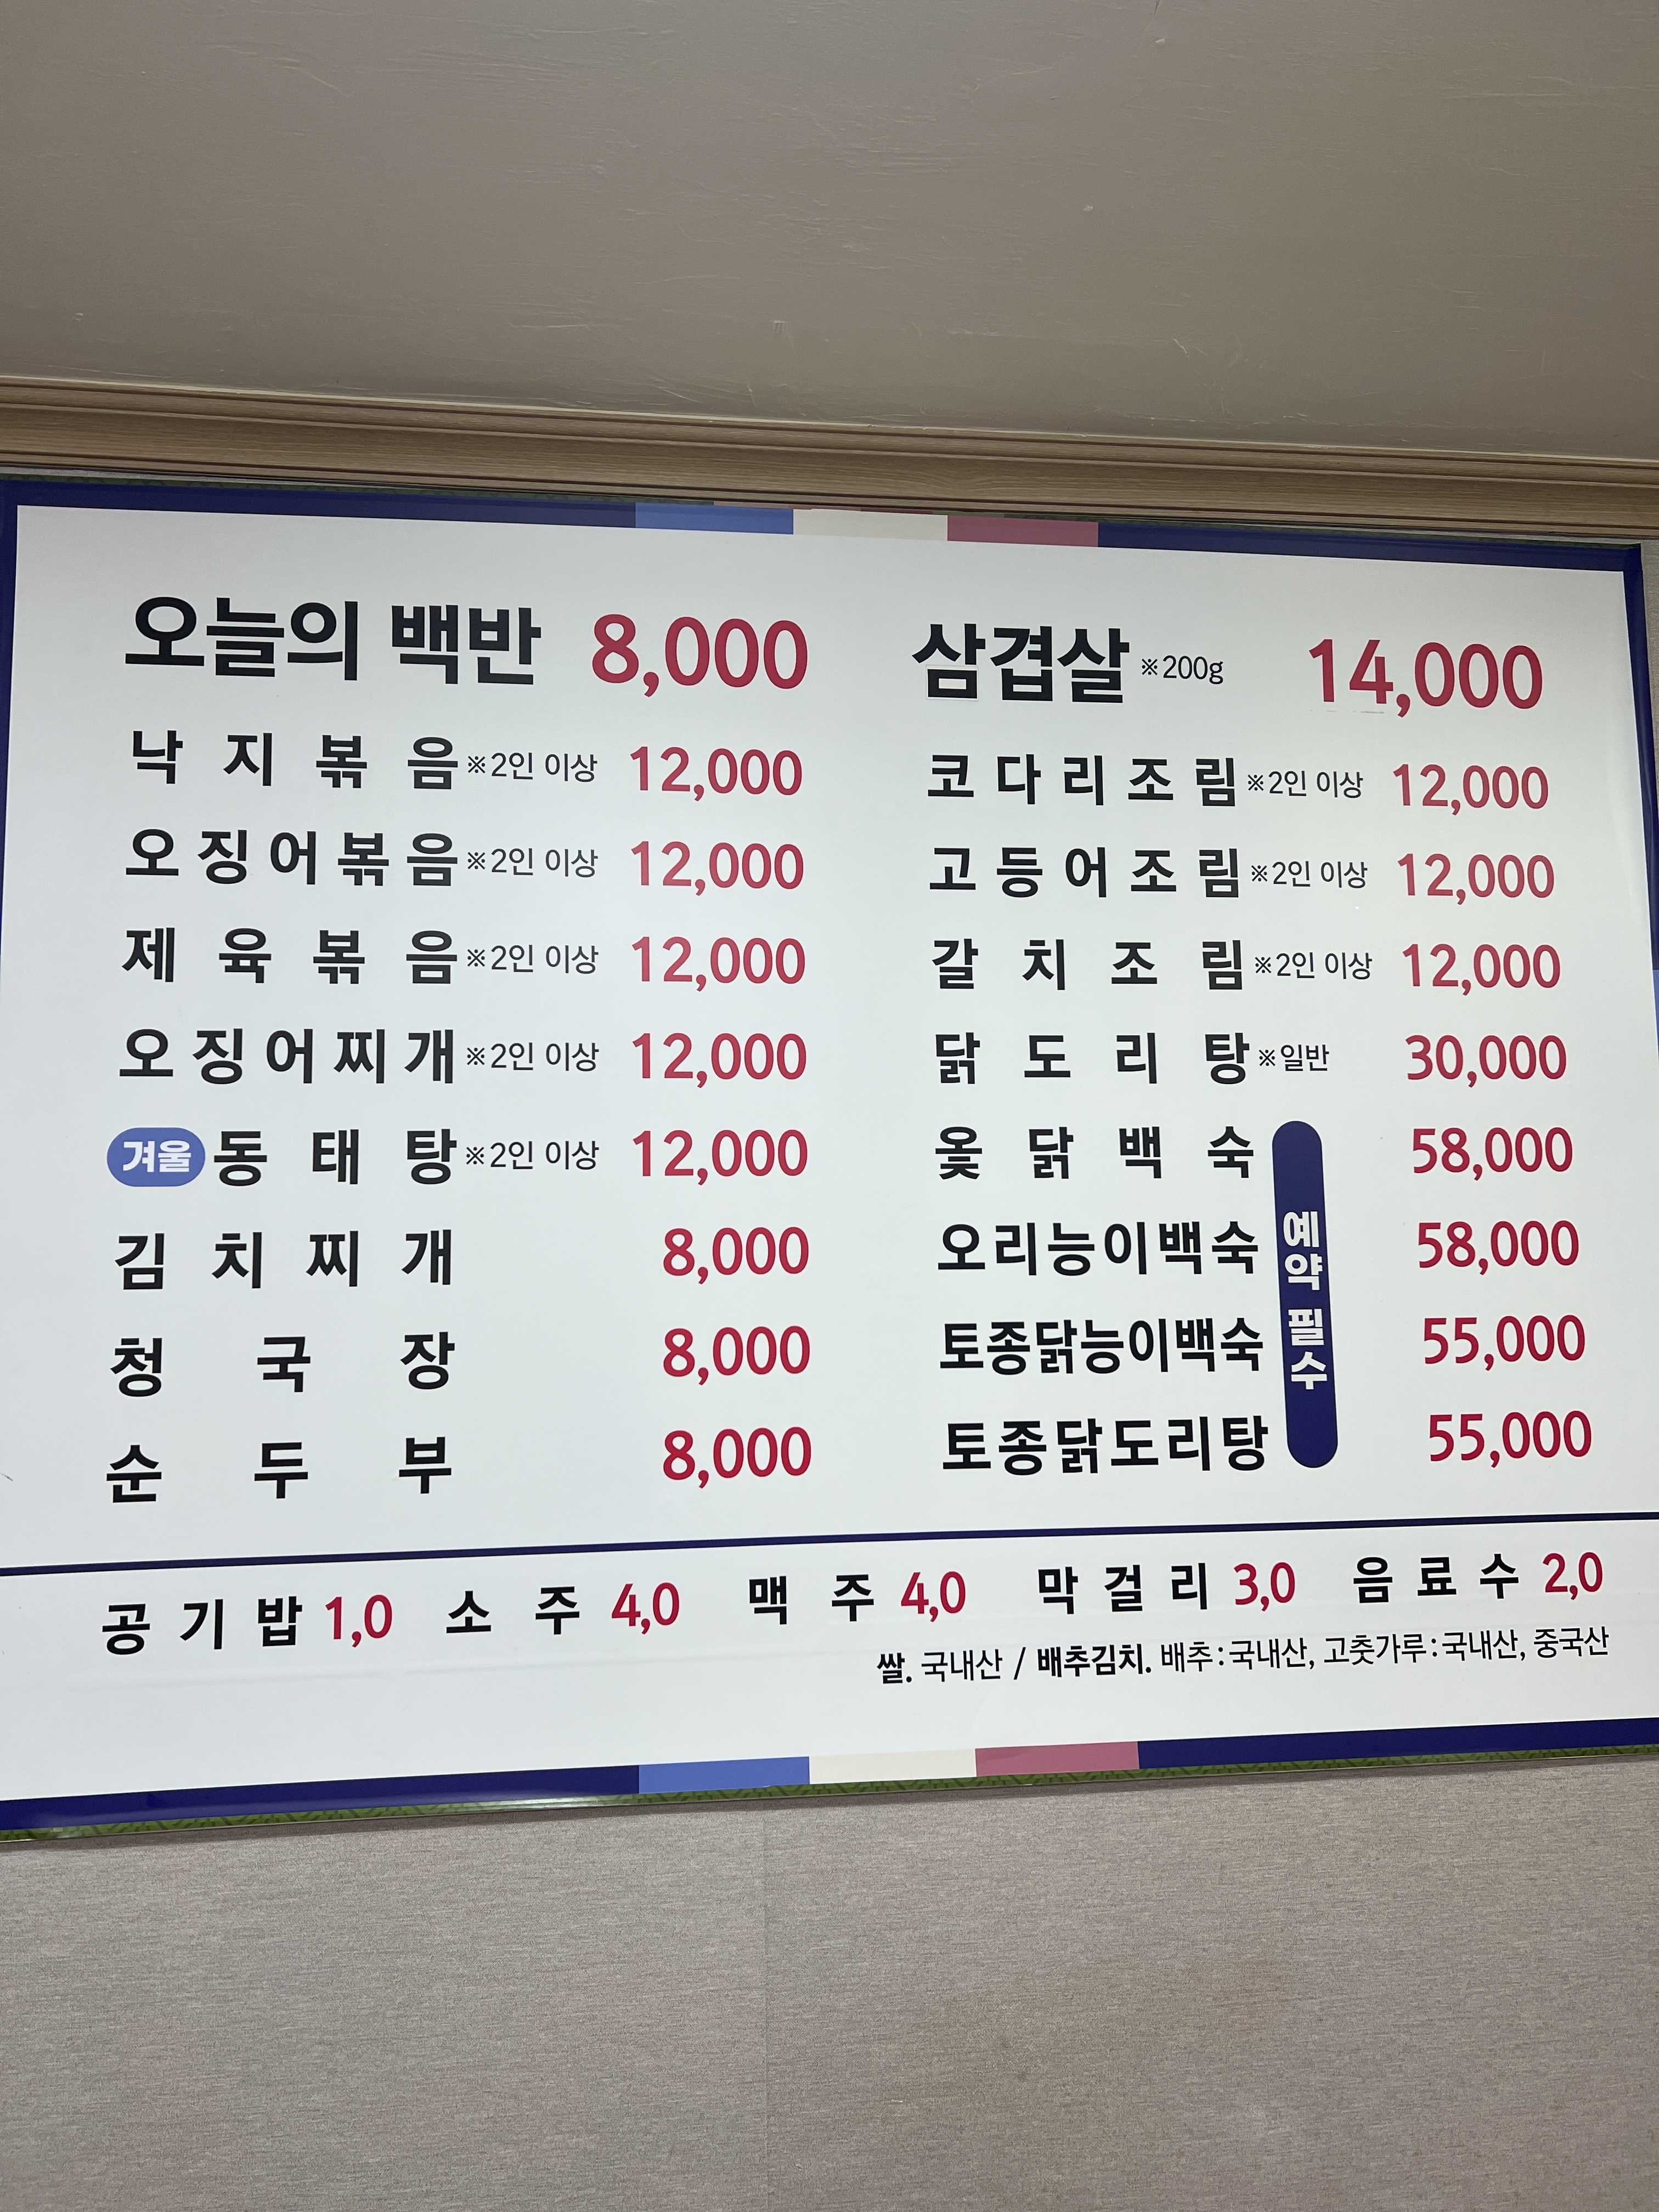 오늘의 백반 8,000
낙지볶음 ※2인 이상 12,000
오징어볶음 ※2인 이상 12,000
제육볶음 ※2인 이상 12,000
오징어찌개 ※2인 이상 12,000
겨울 동태탕 ※2인 이상 12,000
김치찌개 8,000
청국장 8,000
순두부 8,000
삼겹살 ※200g 14,000
코다리조림 ※2인 이상 12,000
고등어조림 ※2인 이상 12,000
갈치조림 ※2인 이상 12,000
닭도리탕 ※일반 30,000
옻닭백숙 58,000
오리능이백숙 58,000
토종닭능이백숙 55,000
토종닭도리탕 55,000
예약 필수
공기밥 1,0 소주 4,0 맥주 4,0 막걸리 3,0 음료수 2,0
쌀. 국내산 / 배추김치. 배추:국내산, 고춧가루:국내산, 중국산